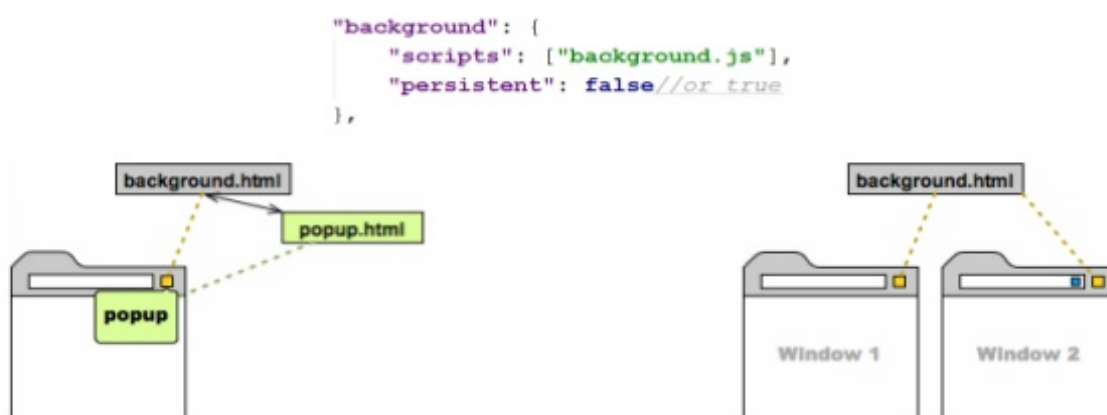 "background": {
"scripts": ["background.js"],
"persistent": false//or true
},
background.html
popup.html
popup
background.html
Window 1
Window 2